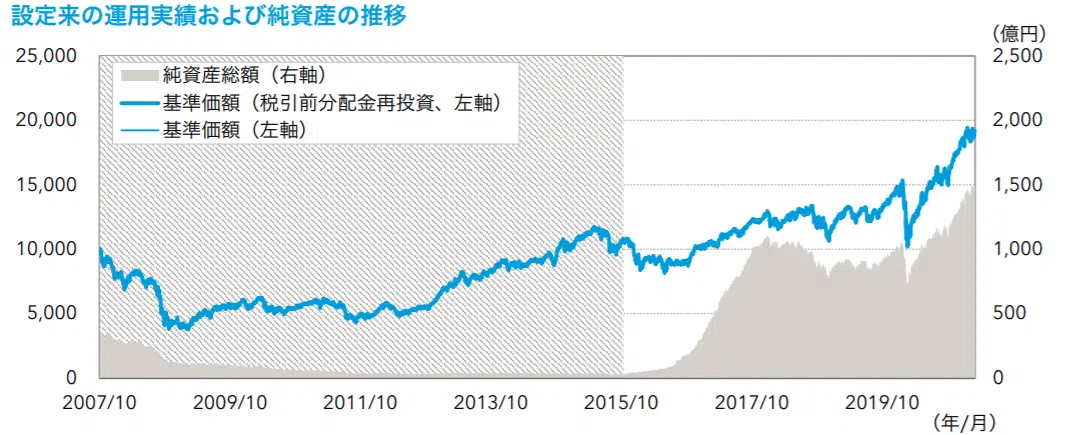 設定来の運用実績および純資産の推移
（億円）
25,000
2,500
純資産総額（右軸）
基準価額（税引前分配金再投資、左軸）
基準価額（左軸）
20,000
2,000
15,000
1,500
10,000
1,000
5,000
500
0
0
2007/10 2009/10 2011/10 2013/10 2015/10 2017/10 2019/10
（年/月）